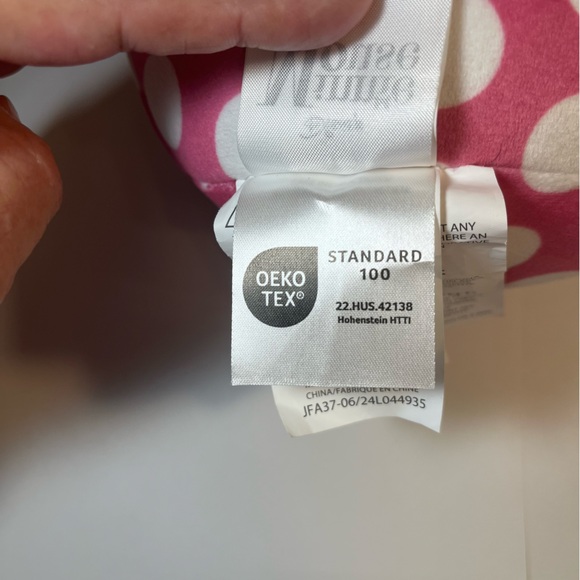 Minnie
Mouse
Disney
OEKO
TEX®
STANDARD
100
22.HUS.42138
Hohenstein HTTI
T ANY
HERE AN
CHINA/FABRIQUE EN CHINE
JFA37-06/24L044935